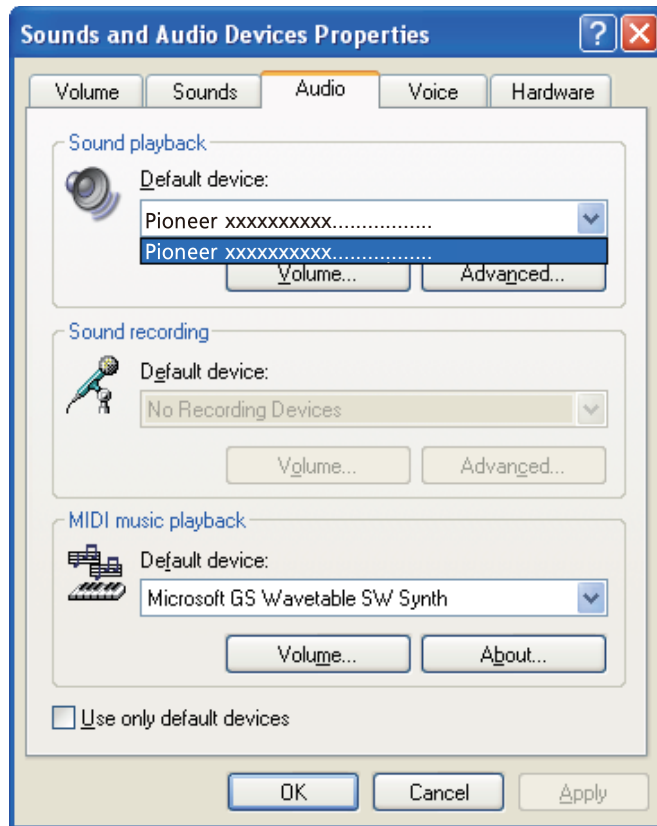 Sounds and Audio Devices Properties
Volume Sounds Audio Voice Hardware
Sound playback
Default device:
Pioneer xxxxxxxxxx.................
Pioneer xxxxxxxxxx.................
Volume... Advanced...
Sound recording
Default device:
No Recording Devices
Volume... Advanced...
MIDI music playback
Default device:
Microsoft GS Wavetable SW Synth
Volume... About...
Use only default devices
OK Cancel Apply